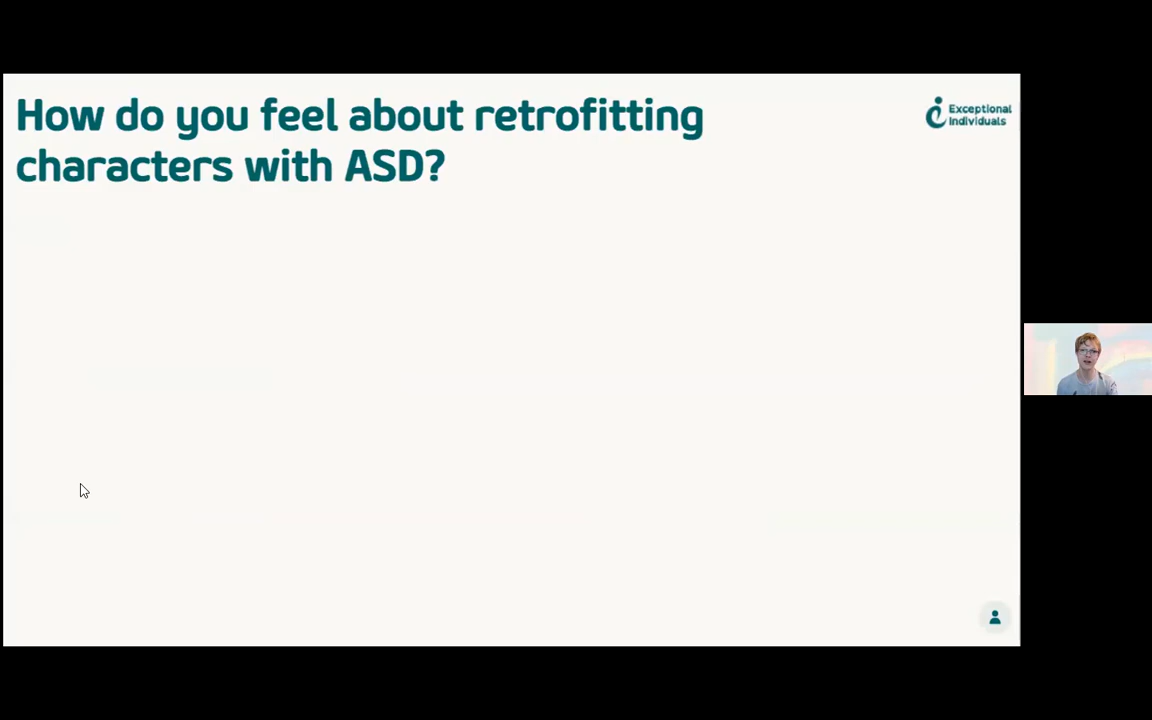 How do you feel about retrofitting
characters with ASD?
Exceptional
Individuals